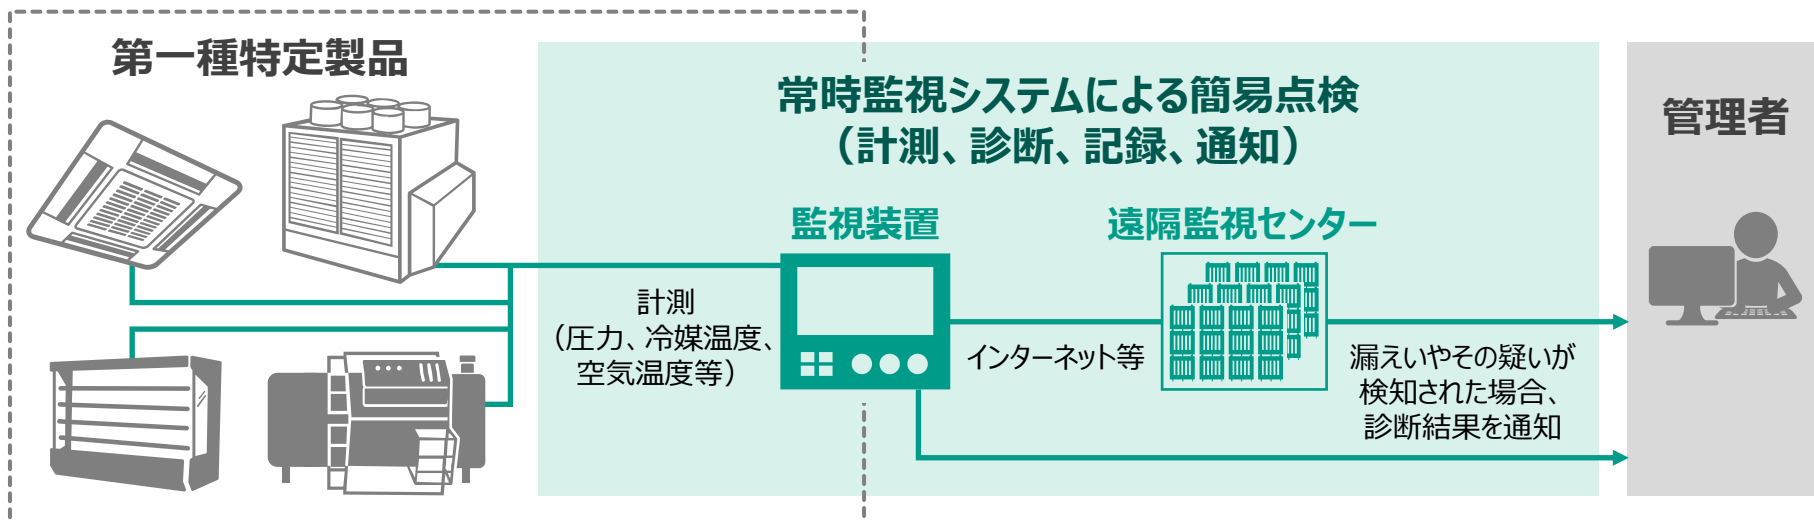 第一種特定製品
常時監視システムによる簡易点検
（計測、診断、記録、通知）
管理者
監視装置
遠隔監視センター
計測
（圧力、冷媒温度、
空気温度等）
インターネット等
漏えいやその疑いが
検知された場合、
診断結果を通知